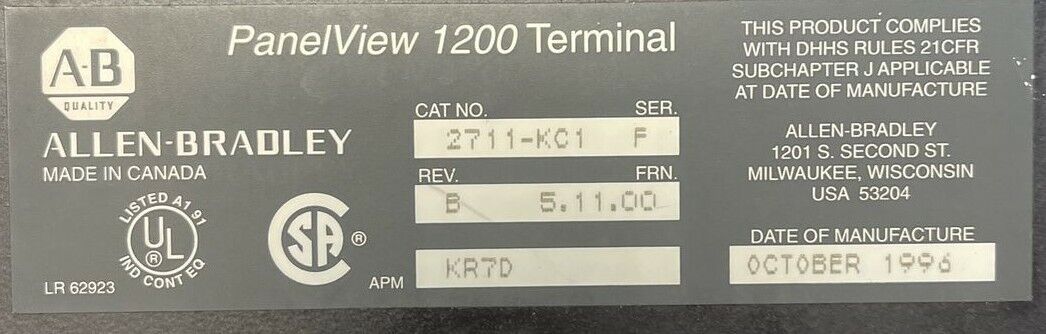 A-B
QUALITY
ALLEN-BRADLEY
MADE IN CANADA
LISTED A1 91
UL
®
IND CONT EQ
LR 62923
SA ®
PanelView 1200 Terminal
CAT NO. SER.
2711-KC1 F
REV. FRN.
B 5.11.00
APM KR7D
THIS PRODUCT COMPLIES
WITH DHHS RULES 21CFR
SUBCHAPTER J APPLICABLE
AT DATE OF MANUFACTURE
ALLEN-BRADLEY
1201 S. SECOND ST.
MILWAUKEE, WISCONSIN
USA 53204
DATE OF MANUFACTURE
OCTOBER 1996